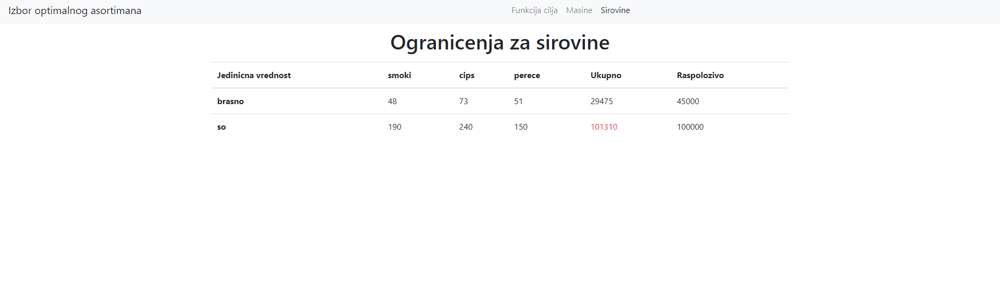 Izbor optimalnog asortimana Funkcija cilja Masine Sirovine
Ogranicenja za sirovine
Jedinicna vrednost smoki cips perece Ukupno Raspolozivo
brasno 48 73 51 29475 45000
so 190 240 150 101310 100000